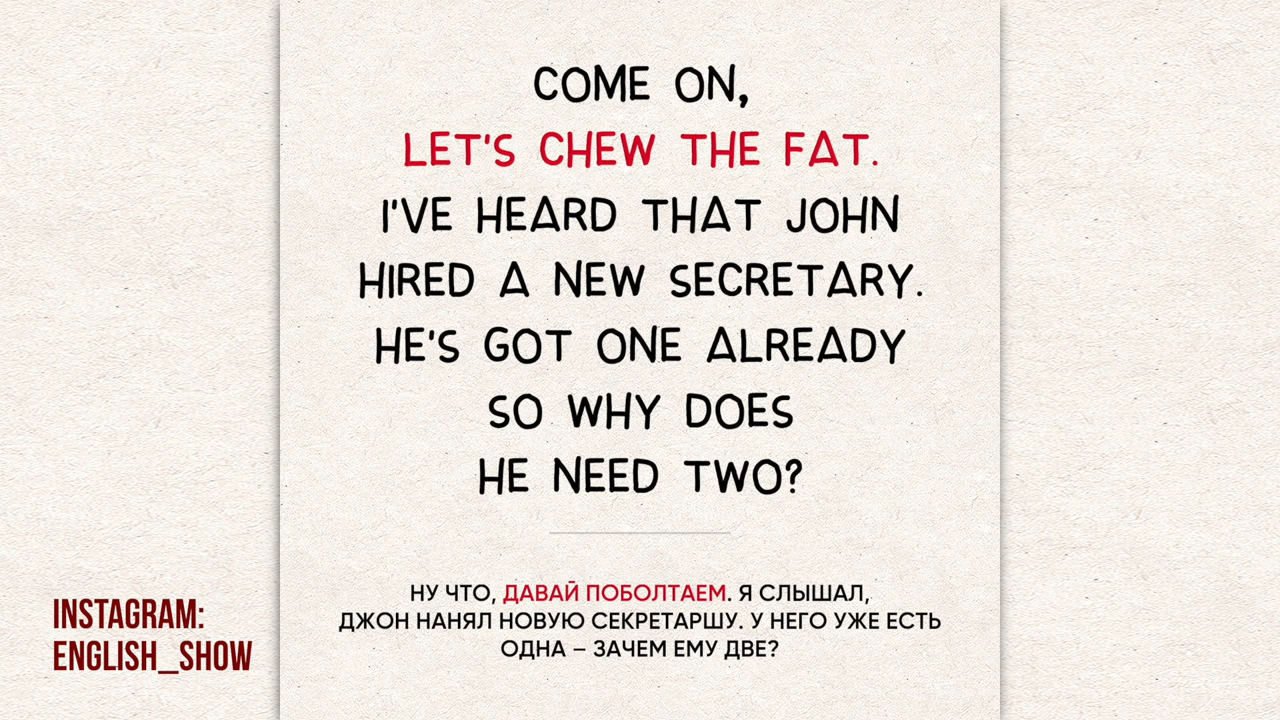 COME ON,
LET'S CHEW THE FAT.
I'VE HEARD THAT JOHN
HIRED A NEW SECRETARY.
HE'S GOT ONE ALREADY
SO WHY DOES
HE NEED TWO?
НУ ЧТО, ДАВАЙ ПОБОЛТАЕМ. Я СЛЫШАЛ,
ДЖОН НАНЯЛ НОВУЮ СЕКРЕТАРШУ. У НЕГО УЖЕ ЕСТЬ
ОДНА – ЗАЧЕМ ЕМУ ДВЕ?
INSTAGRAM:
ENGLISH_SHOW